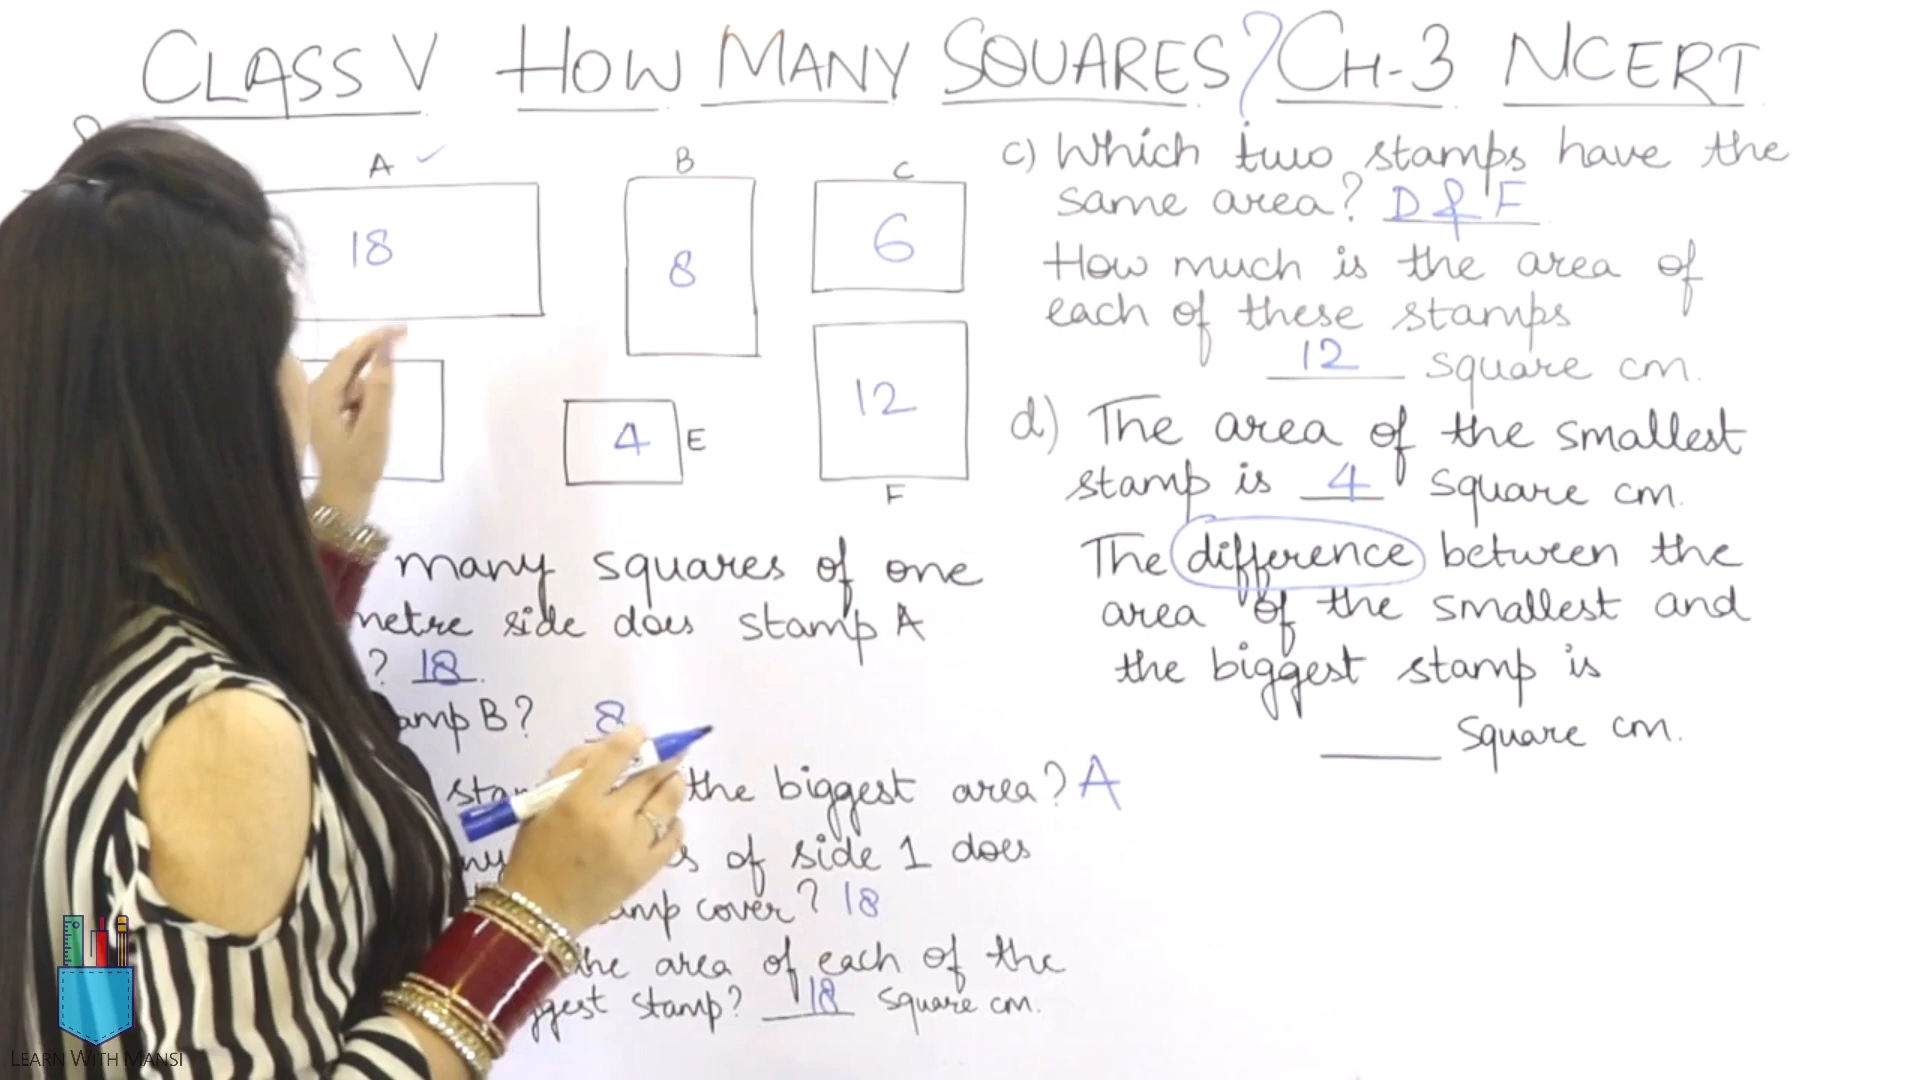 CLASS V HOW MANY SQUARES? CH-3 NCERT
A ✓
B
C
18
8
6
12
4 E
F
many squares of one
metre side does stamp A
? 18.
amp B? 8
the biggest area? A
of side 1 does
cover? 18
the area of each of the
stamp? 18 square cm.
c) Which two stamps have the
same area? D & F
How much is the area of
each of these stamps
12 square cm.
d) The area of the smallest
stamp is 4 square cm.
The difference between the
area of the smallest and
the biggest stamp is
____ square cm.
LEARN WITH MANSI